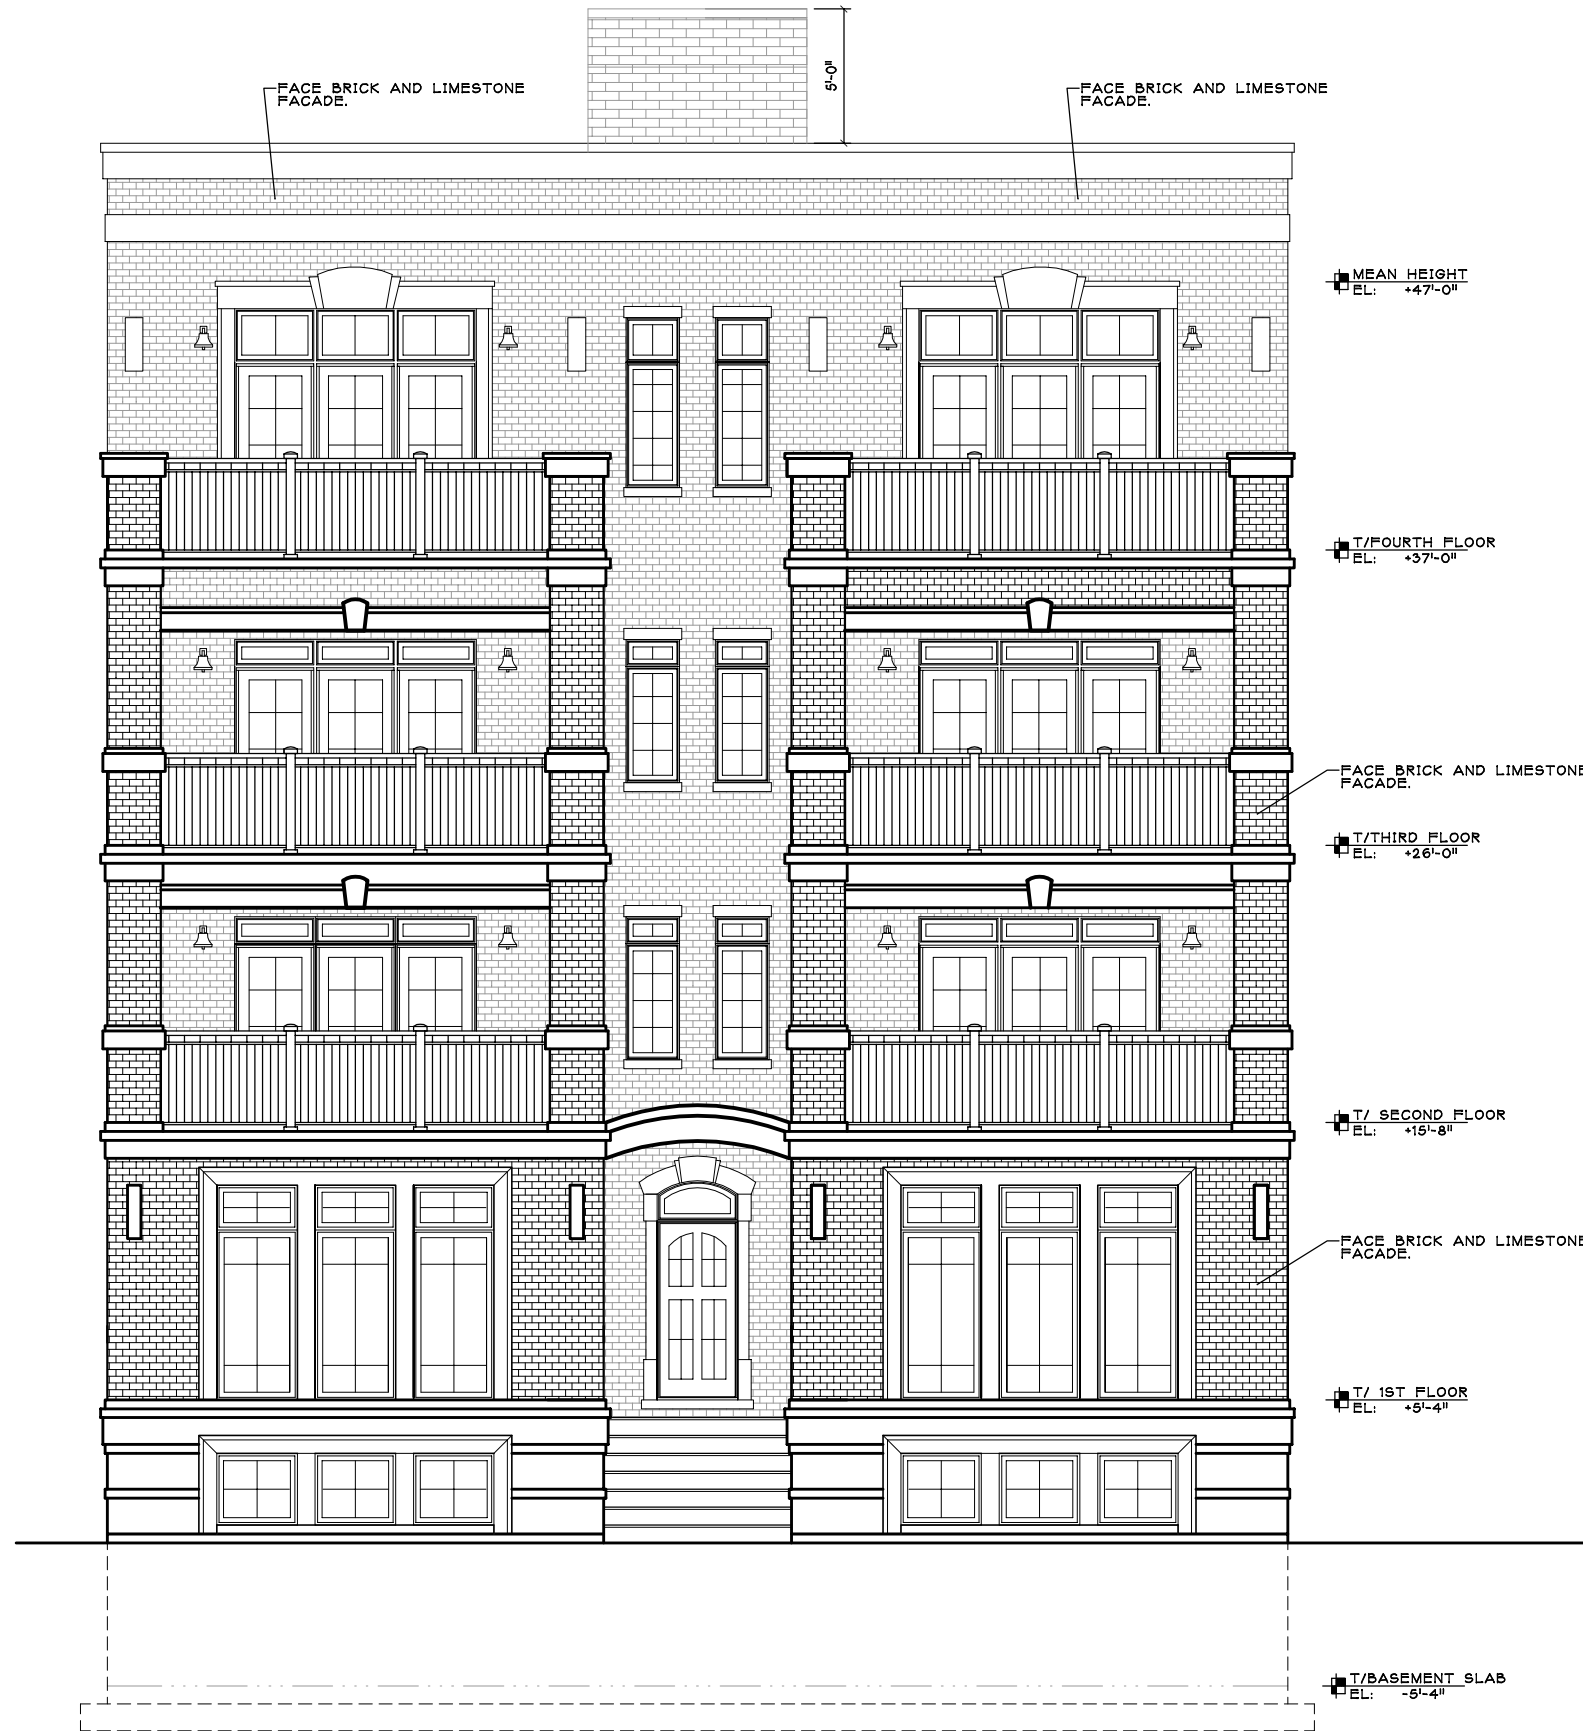 5'-0"
FACE BRICK AND LIMESTONE
FACADE.
FACE BRICK AND LIMESTONE
FACADE.
MEAN HEIGHT
EL: +47'-0"
T/FOURTH FLOOR
EL: +37'-0"
FACE BRICK AND LIMESTONE
FACADE.
T/THIRD FLOOR
EL: +26'-0"
T/ SECOND FLOOR
EL: +15'-8"
FACE BRICK AND LIMESTONE
FACADE.
T/ 1ST FLOOR
EL: +5'-4"
T/BASEMENT SLAB
EL: -5'-4"